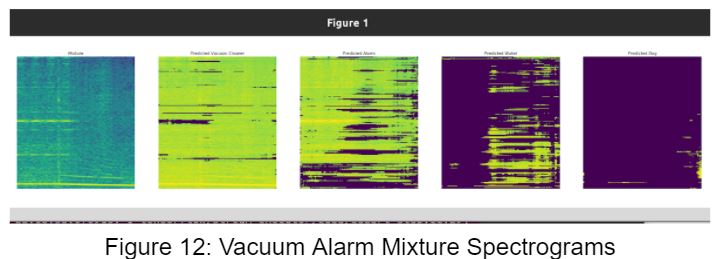 Figure 1
Mixture
Predicted Vacuum Cleaner
Predicted Alarm
Predicted Water
Predicted Dog
Figure 12: Vacuum Alarm Mixture Spectrograms